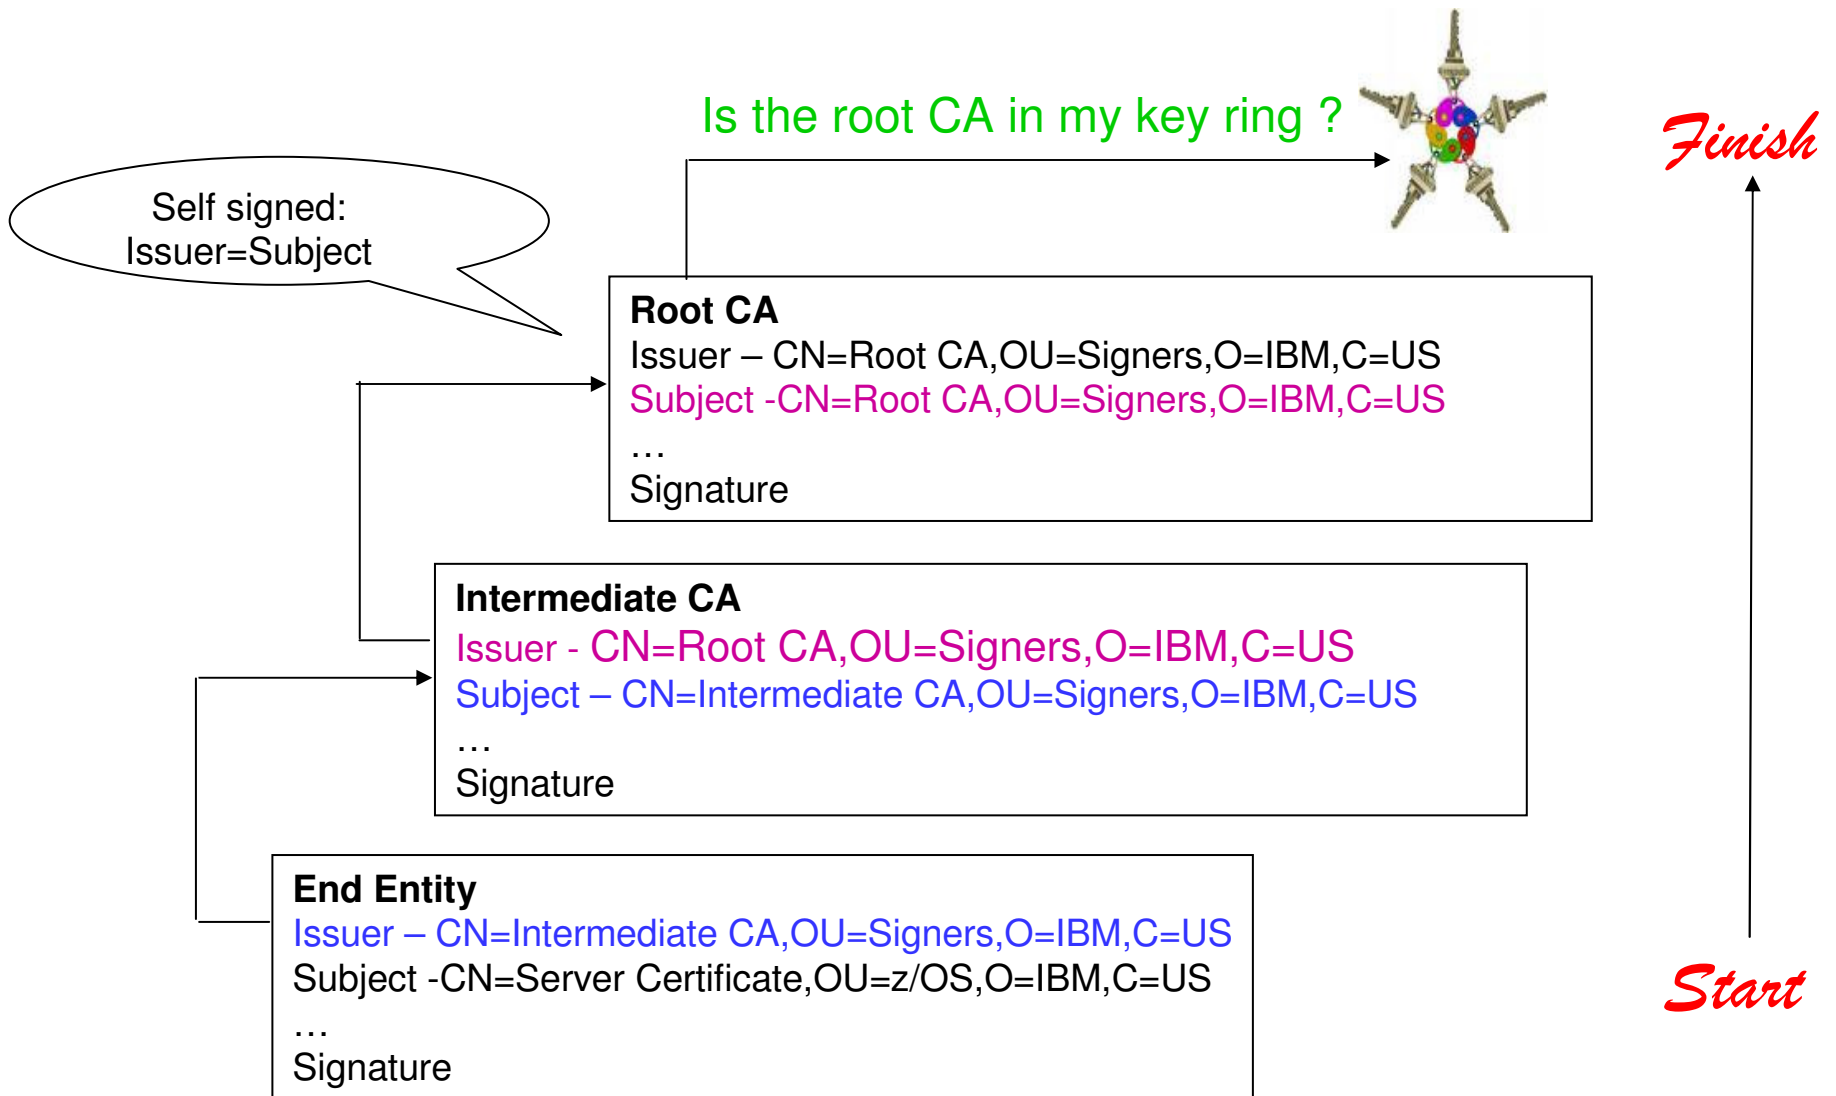 Is the root CA in my key ring ?
Finish
Self signed:
Issuer=Subject
Root CA
Issuer – CN=Root CA,OU=Signers,O=IBM,C=US
Subject -CN=Root CA,OU=Signers,O=IBM,C=US
…
Signature
Intermediate CA
Issuer - CN=Root CA,OU=Signers,O=IBM,C=US
Subject – CN=Intermediate CA,OU=Signers,O=IBM,C=US
…
Signature
End Entity
Issuer – CN=Intermediate CA,OU=Signers,O=IBM,C=US
Subject -CN=Server Certificate,OU=z/OS,O=IBM,C=US
…
Signature
Start